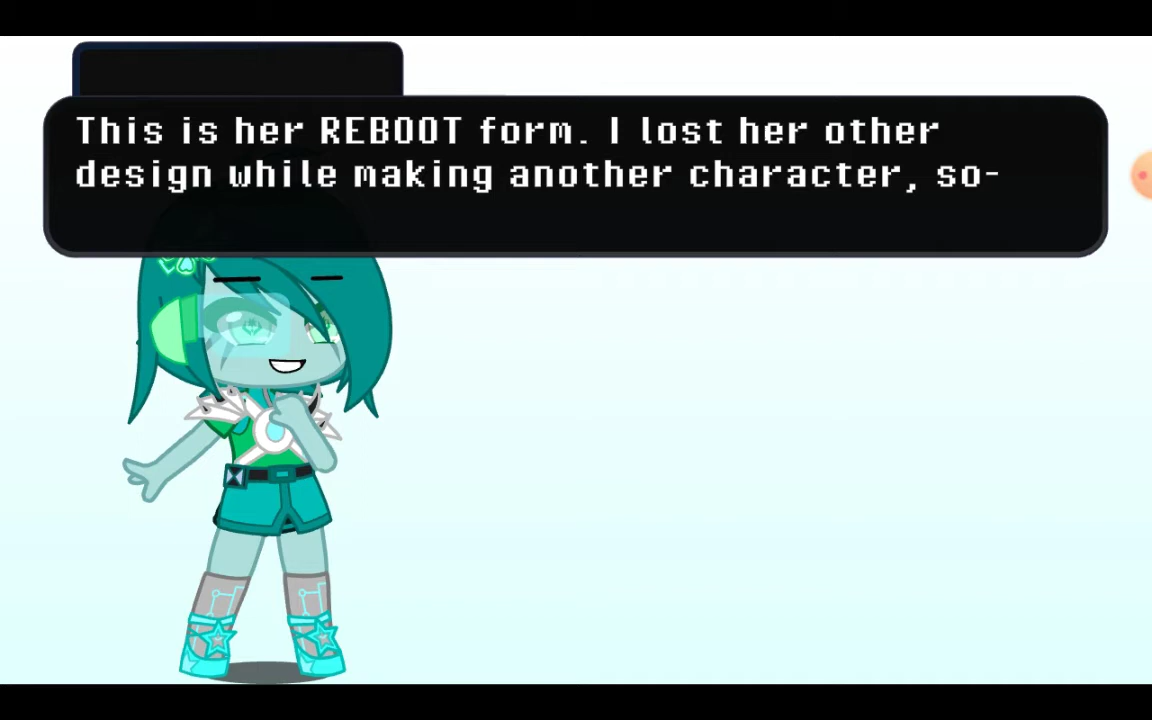 This is her REBOOT form. I lost her other
design while making another character, so-